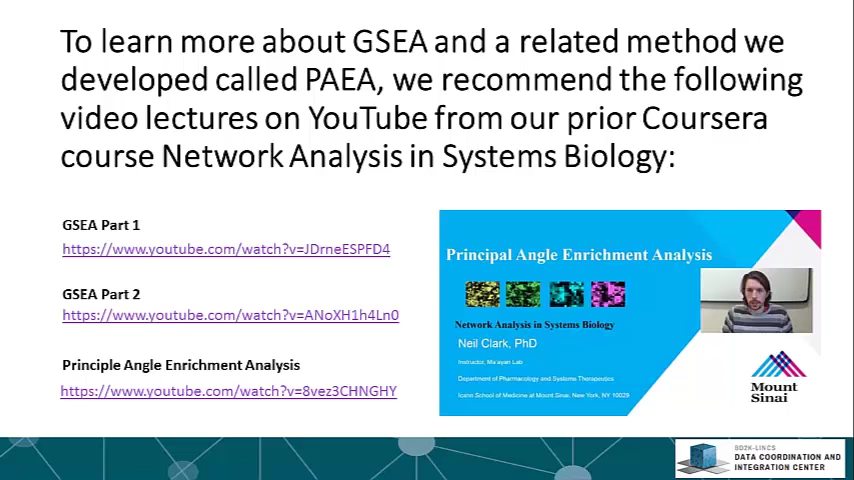 To learn more about GSEA and a related method we
developed called PAEA, we recommend the following
video lectures on YouTube from our prior Coursera
course Network Analysis in Systems Biology:
GSEA Part 1
https://www.youtube.com/watch?v=JDrneESPFD4
GSEA Part 2
https://www.youtube.com/watch?v=ANoXH1h4Ln0
Principle Angle Enrichment Analysis
https://www.youtube.com/watch?v=8vez3CHNGHY
Principal Angle Enrichment Analysis
Network Analysis in Systems Biology
Neil Clark, PhD
Instructor, Ma'ayan Lab
Department of Pharmacology and Systems Therapeutics
Icahn School of Medicine at Mount Sinai, New York, NY 10029
Mount
Sinai
BD2K-LINCS
DATA COORDINATION AND
INTEGRATION CENTER